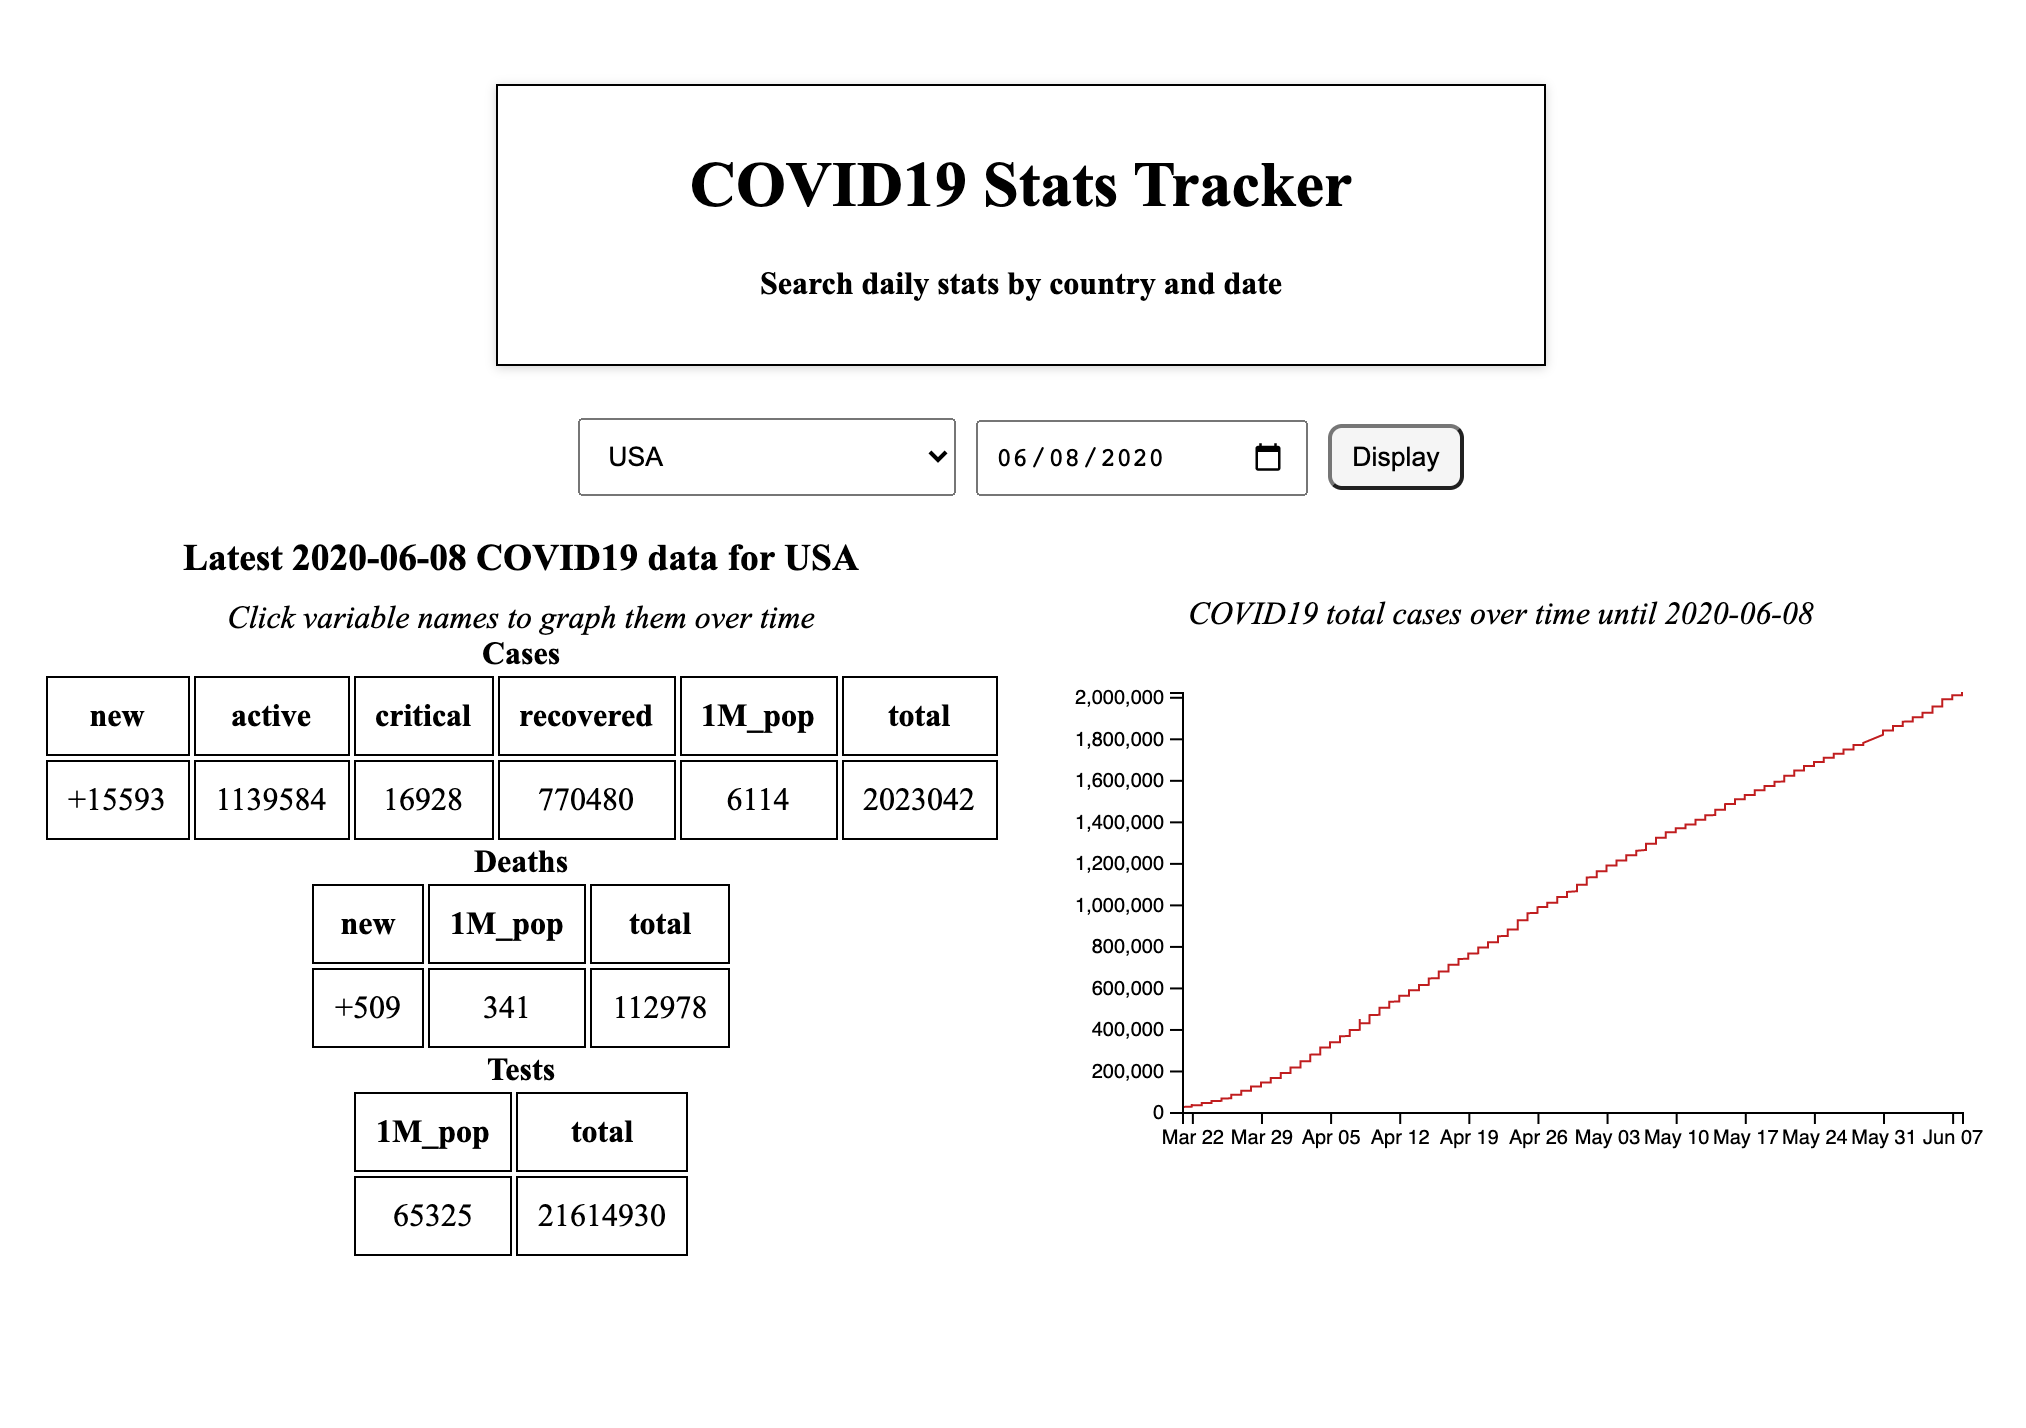 COVID19 Stats Tracker
Search daily stats by country and date
USA 06/08/2020 Display
Latest 2020-06-08 COVID19 data for USA
Click variable names to graph them over time
Cases
new active critical recovered 1M_pop total
+15593 1139584 16928 770480 6114 2023042
Deaths
new 1M_pop total
+509 341 112978
Tests
1M_pop total
65325 21614930
COVID19 total cases over time until 2020-06-08
2,000,000
1,800,000
1,600,000
1,400,000
1,200,000
1,000,000
800,000
600,000
400,000
200,000
0
Mar 22 Mar 29 Apr 05 Apr 12 Apr 19 Apr 26 May 03 May 10 May 17 May 24 May 31 Jun 07